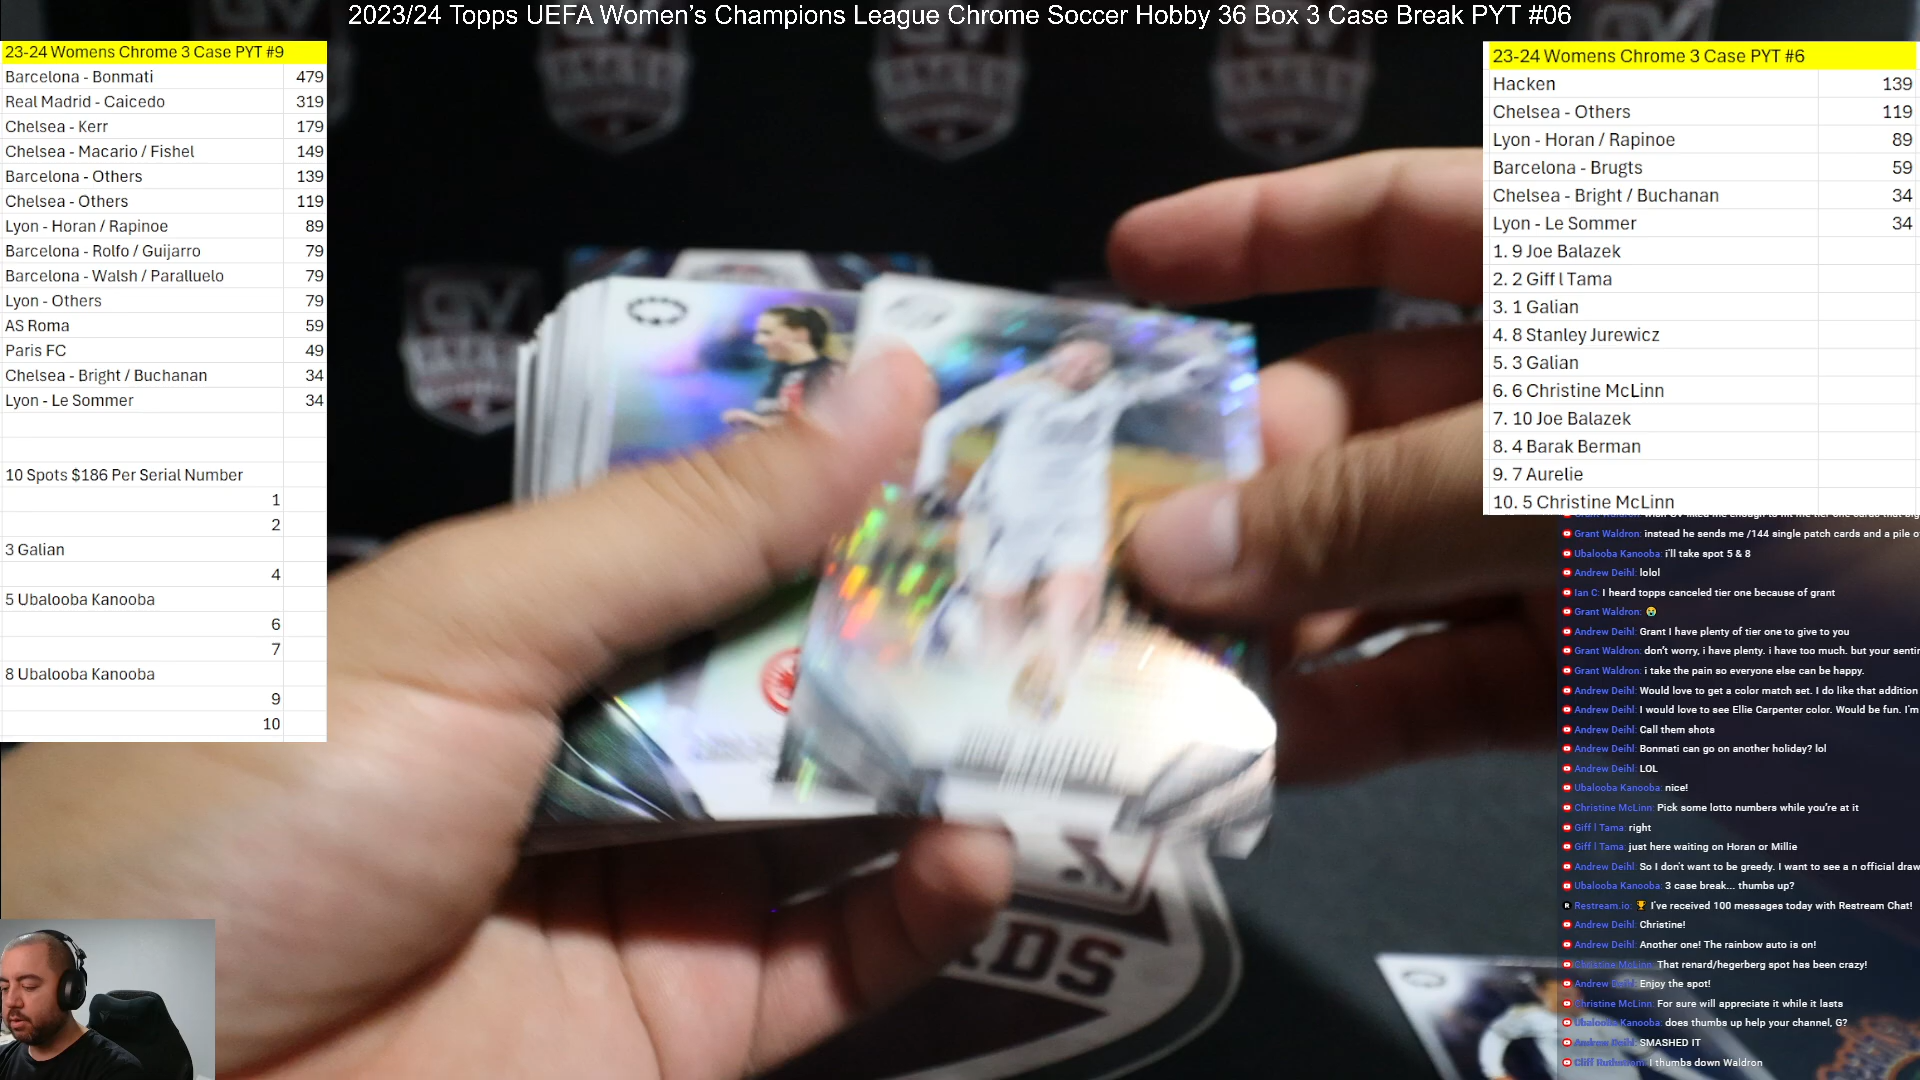 2023/24 Topps UEFA Women's Champions League Chrome Soccer Hobby 36 Box 3 Case Break PYT #06
23-24 Womens Chrome 3 Case PYT #9
Barcelona - Bonmati 479
Real Madrid - Caicedo 319
Chelsea - Kerr 179
Chelsea - Macario / Fishel 149
Barcelona - Others 139
Chelsea - Others 119
Lyon - Horan / Rapinoe 89
Barcelona - Rolfo / Guijarro 79
Barcelona - Walsh / Paralluelo 79
Lyon - Others 79
AS Roma 59
Paris FC 49
Chelsea - Bright / Buchanan 34
Lyon - Le Sommer 34
10 Spots $186 Per Serial Number
1
2
3 Galian
4
5 Ubalooba Kanooba
6
7
8 Ubalooba Kanooba
9
10
23-24 Womens Chrome 3 Case PYT #6
Hacken 139
Chelsea - Others 119
Lyon - Horan / Rapinoe 89
Barcelona - Brugts 59
Chelsea - Bright / Buchanan 34
Lyon - Le Sommer 34
1. 9 Joe Balazek
2. 2 Giff l Tama
3. 1 Galian
4. 8 Stanley Jurewicz
5. 3 Galian
6. 6 Christine McLinn
7. 10 Joe Balazek
8. 4 Barak Berman
9. 7 Aurelie
10. 5 Christine McLinn
Grant Waldron: instead he sends me /144 single patch cards and a pile
Ubalooba Kanooba: i'll take spot 5 & 8
Andrew Deihl: lolol
Ian C: I heard topps canceled tier one because of grant
Grant Waldron: 😭
Andrew Deihl: Grant I have plenty of tier one to give to you
Grant Waldron: don't worry, i have plenty. i have too much. but your
Grant Waldron: i take the pain so everyone else can be happy.
Andrew Deihl: Would love to get a color match set. I do like that addition
Andrew Deihl: I would love to see Ellie Carpenter color. Would be fun. I'm
Andrew Deihl: Call them shots
Andrew Deihl: Bonmati can go on another holiday? lol
Andrew Deihl: LOL
Ubalooba Kanooba: nice!
Christine McLinn: Pick some lotto numbers while you're at it
Giff l Tama: right
Giff l Tama: just here waiting on Horan or Millie
Andrew Deihl: So I don't want to be greedy. I want to see a n official draw
Ubalooba Kanooba: 3 case break... thumbs up?
Restream.io: 🏆 I've received 100 messages today with Restream Chat!
Andrew Deihl: Christine!
Andrew Deihl: Another one! The rainbow auto is on!
Christine McLinn: That renard/hegerberg spot has been crazy!
Andrew Deihl: Enjoy the spot!
Christine McLinn: For sure will appreciate it while it lasts
Ubalooba Kanooba: does thumbs up help your channel, G?
Andrew Deihl: SMASHED IT
I thumbs down Waldron